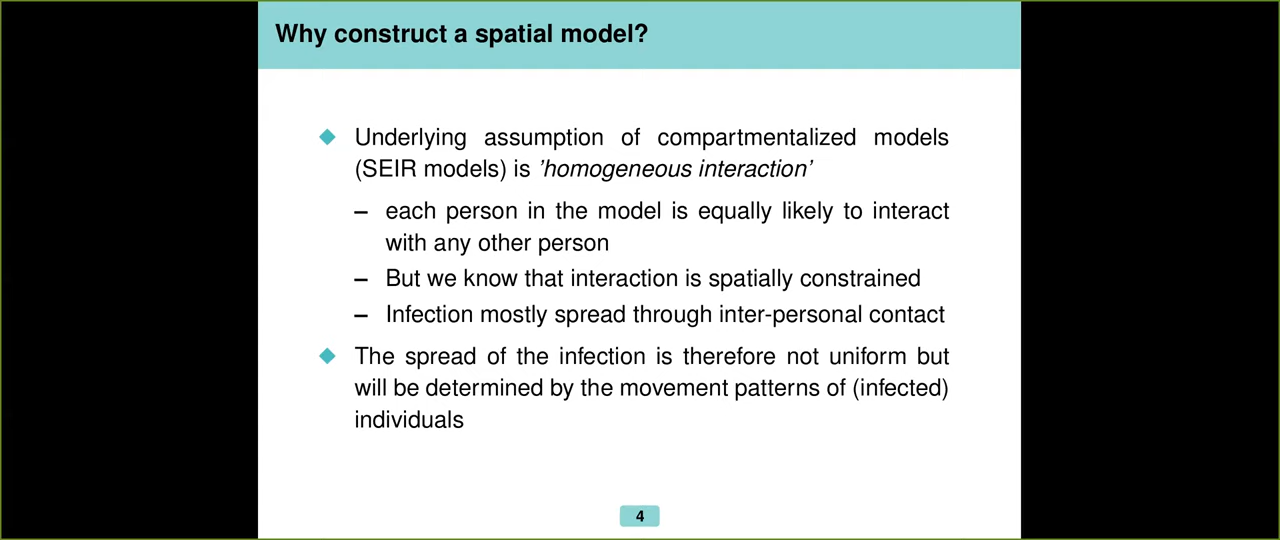 Why construct a spatial model?
Underlying assumption of compartmentalized models
(SEIR models) is ’homogeneous interaction’
– each person in the model is equally likely to interact
with any other person
– But we know that interaction is spatially constrained
– Infection mostly spread through inter-personal contact
The spread of the infection is therefore not uniform but
will be determined by the movement patterns of (infected)
individuals
4